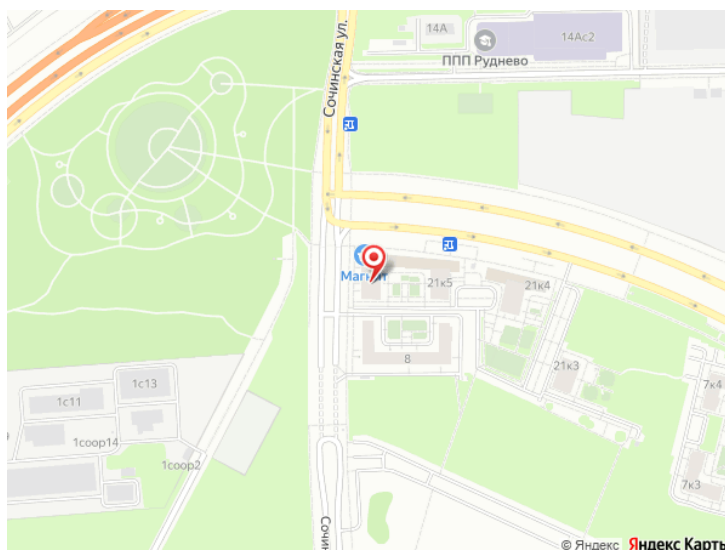 14А
14Ас2
ППП Руднево
Сочинская ул.
Магнит
21к5
21к4
8
21к3
7к4
1с13
1с11
1соор14
1соор2
7к3
Сочин
© Яндекс Яндекс Карты